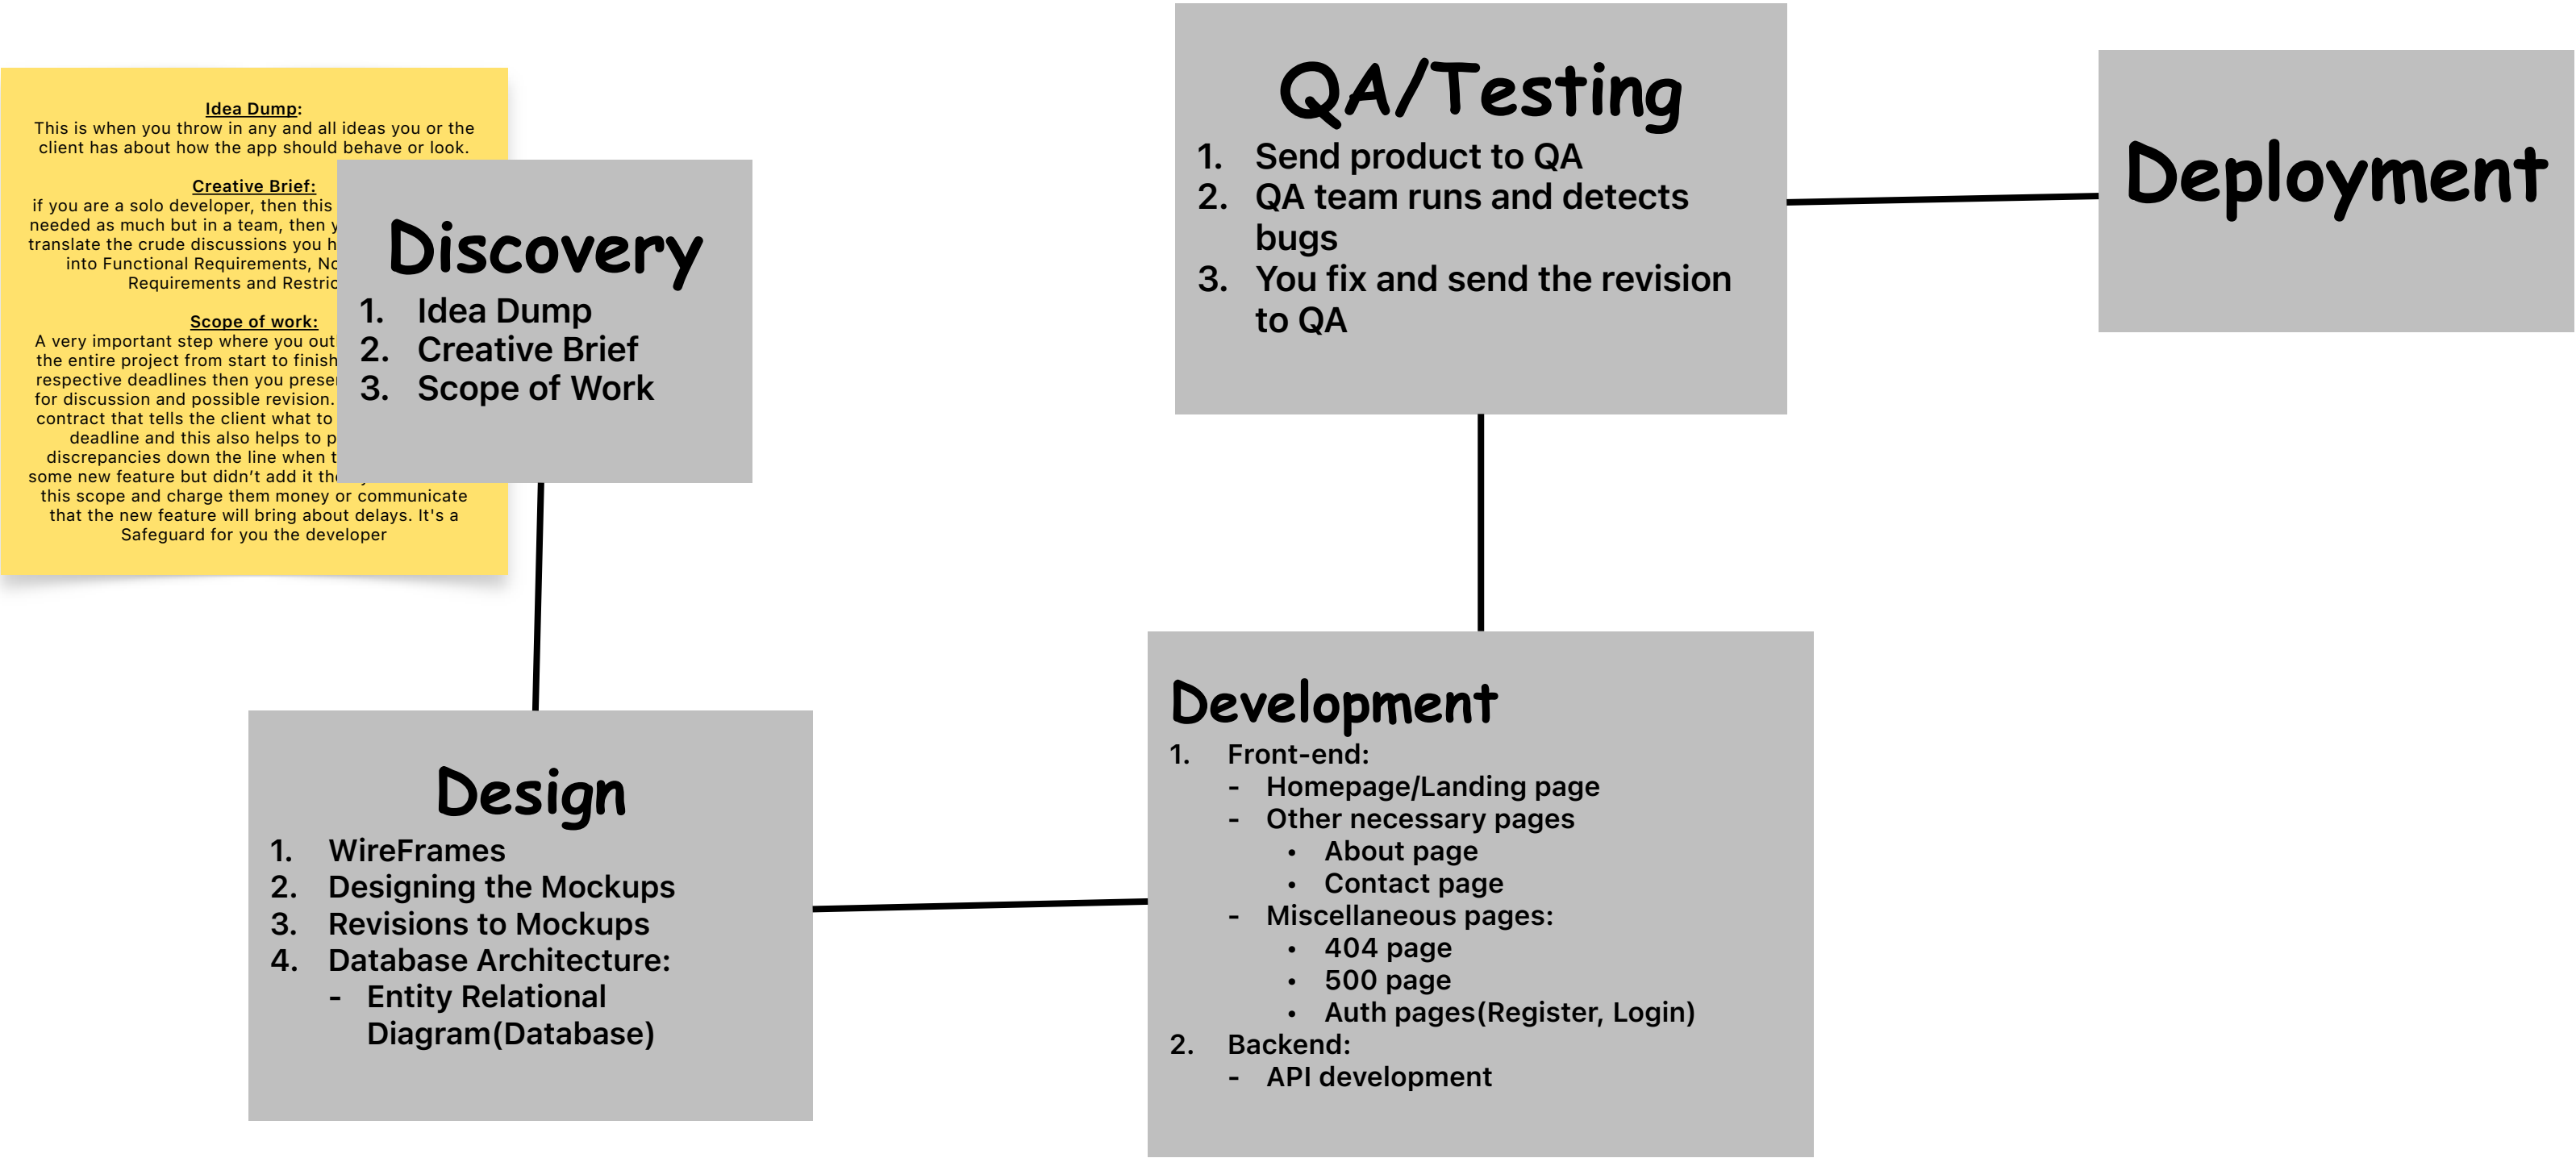 Idea Dump:
This is when you throw in any and all ideas you or the
client has about how the app should behave or look.
Creative Brief:
if you are a solo developer, then this
needed as much but in a team, then
translate the crude discussions you
into Functional Requirements,
Requirements and
Scope of work:
A very important step where you
the entire project from start to finish
respective deadlines then you
for discussion and possible revision.
contract that tells the client what to
deadline and this also helps to
discrepancies down the line when
some new feature but didn’t add it
this scope and charge them money or communicate
that the new feature will bring about delays. It's a
Safeguard for you the developer
Discovery
1. Idea Dump
2. Creative Brief
3. Scope of Work
Design
1. WireFrames
2. Designing the Mockups
3. Revisions to Mockups
4. Database Architecture:
- Entity Relational
Diagram(Database)
Development
1. Front-end:
- Homepage/Landing page
- Other necessary pages
• About page
• Contact page
- Miscellaneous pages:
• 404 page
• 500 page
• Auth pages(Register, Login)
2. Backend:
- API development
QA/Testing
1. Send product to QA
2. QA team runs and detects
bugs
3. You fix and send the revision
to QA
Deployment